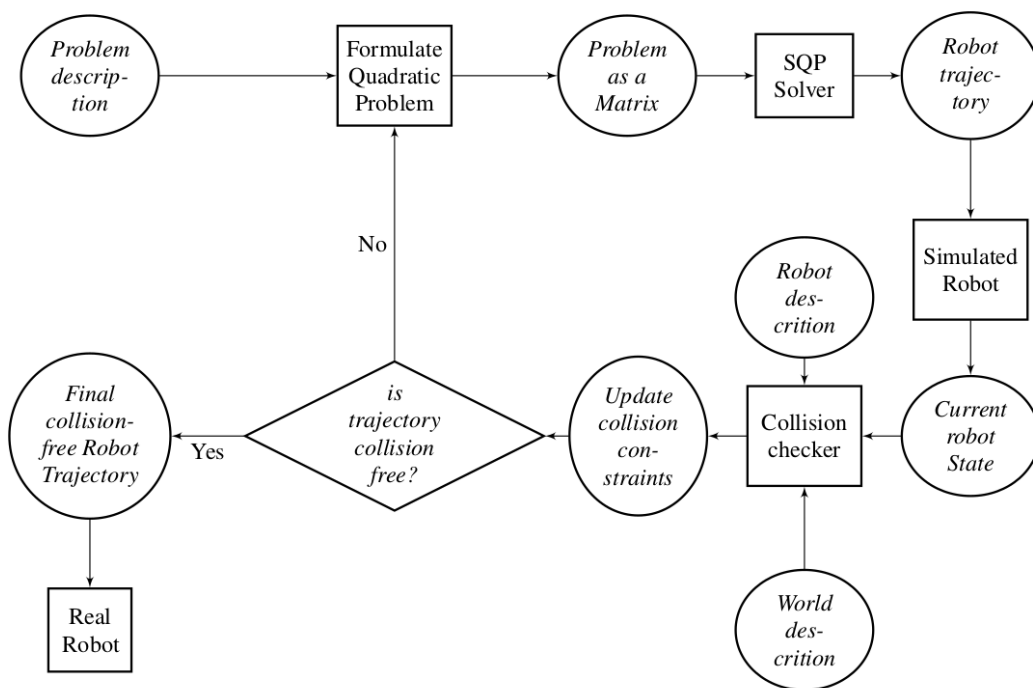 Problem
descrip-
tion
Formulate
Quadratic
Problem
Problem
as a
Matrix
SQP
Solver
Robot
trajec-
tory
No
Simulated
Robot
Robot
des-
crition
Final
collision-
free Robot
Trajectory
Yes
is
trajectory
collision
free?
Update
collision
con-
straints
Collision
checker
Current
robot
State
Real
Robot
World
des-
crition